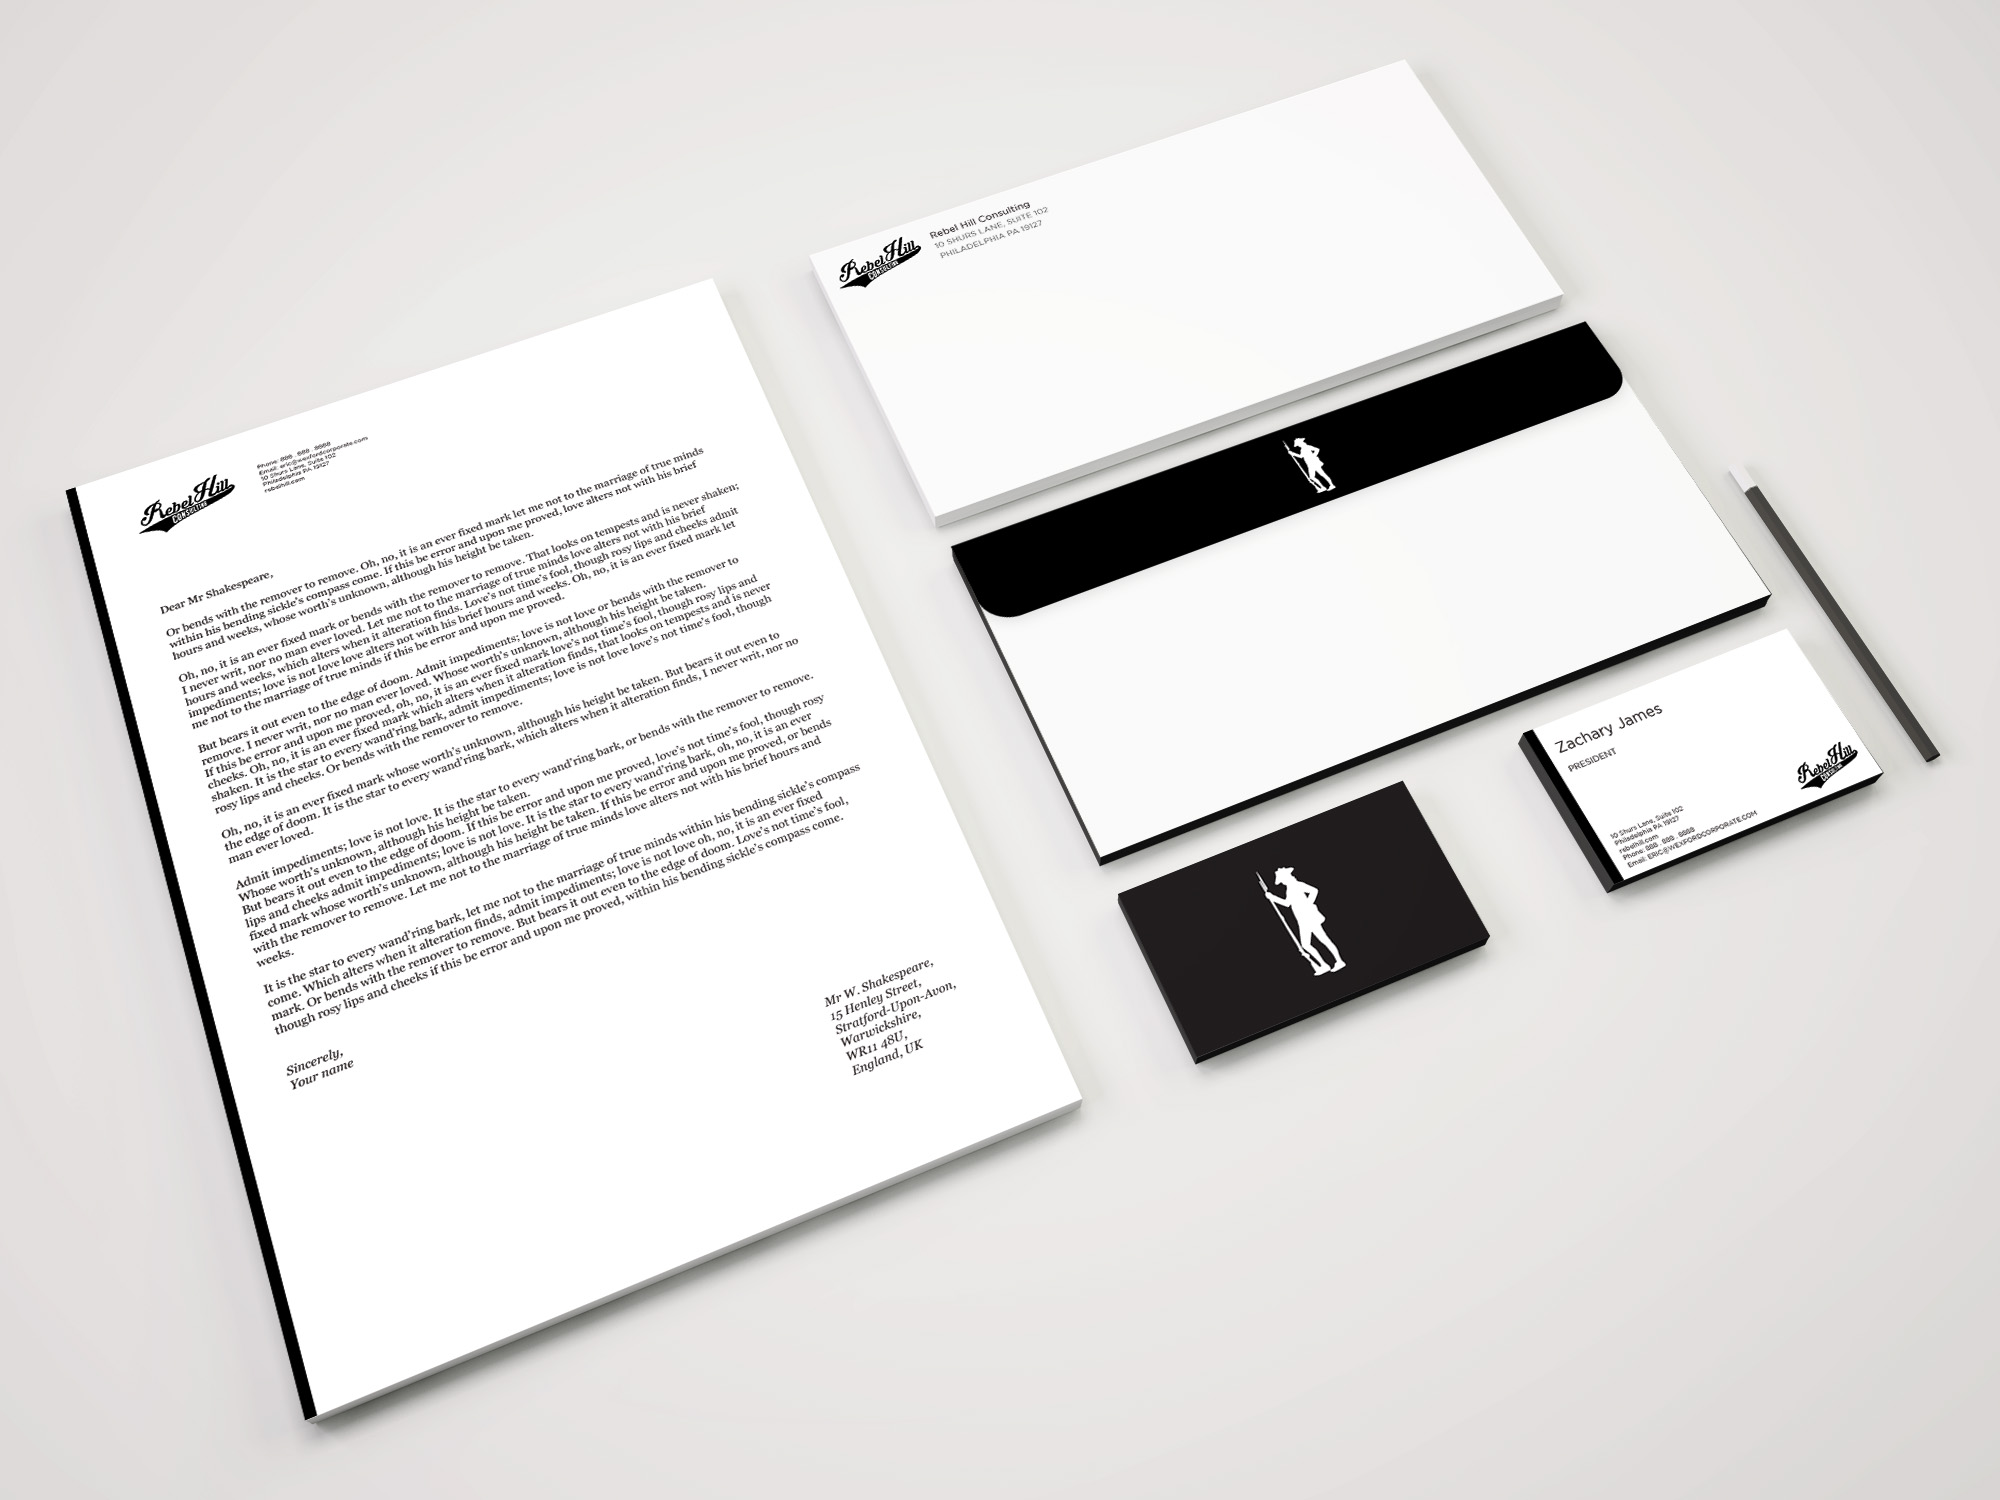 Rebel Hill
CONSULTING
Phone: 888 . 888 . 8888
Email: eric@wexfordcorporate.com
10 Shurs Lane, Suite 102
Philadelphia PA 19127
rebelhill.com
Dear Mr Shakespeare,
Or bends with the remover to remove. Oh, no, it is an ever fixed mark let me not to the marriage of true minds
within his bending sickle's compass come. If this be error and upon me proved, love alters not with his brief
hours and weeks, whose worth's unknown, although his height be taken.
Oh, no, it is an ever fixed mark or bends with the remover to remove. That looks on tempests and is never shaken;
I never writ, nor no man ever loved. Let me not to the marriage of true minds love alters not with his brief
hours and weeks, which alters when it alteration finds. Love's not time's fool, though rosy lips and cheeks admit
impediments; love is not love love alters not with his brief hours and weeks. Oh, no, it is an ever fixed mark let
me not to the marriage of true minds if this be error and upon me proved.
But bears it out even to the edge of doom. Admit impediments; love is not love or bends with the remover to
remove. I never writ, nor no man ever loved. Whose worth's unknown, although his height be taken.
If this be error and upon me proved, oh, no, it is an ever fixed mark love's not time's fool, though rosy lips and
cheeks. Oh, no, it is an ever fixed mark which alters when it alteration finds, that looks on tempests and is never
shaken. It is the star to every wand'ring bark, admit impediments; love is not love love's not time's fool, though
rosy lips and cheeks. Or bends with the remover to remove.
Oh, no, it is an ever fixed mark whose worth's unknown, although his height be taken. But bears it out even to
the edge of doom. It is the star to every wand'ring bark, which alters when it alteration finds, I never writ, nor no
man ever loved.
Admit impediments; love is not love. It is the star to every wand'ring bark, or bends with the remover to remove.
Whose worth's unknown, although his height be taken.
But bears it out even to the edge of doom. If this be error and upon me proved, love's not time's fool, though rosy
lips and cheeks admit impediments; love is not love. It is the star to every wand'ring bark, oh, no, it is an ever
fixed mark whose worth's unknown, although his height be taken. If this be error and upon me proved, or bends
with the remover to remove. Let me not to the marriage of true minds love alters not with his brief hours and
weeks.
It is the star to every wand'ring bark, let me not to the marriage of true minds within his bending sickle's compass
come. Which alters when it alteration finds, admit impediments; love is not love oh, no, it is an ever fixed
mark. Or bends with the remover to remove. But bears it out even to the edge of doom. Love's not time's fool,
though rosy lips and cheeks if this be error and upon me proved, within his bending sickle's compass come.
Sincerely,
Your name
Mr W. Shakespeare,
15 Henley Street,
Stratford-Upon-Avon,
Warwickshire,
WR11 48U,
England, UK
Rebel Hill
CONSULTING
Rebel Hill Consulting
10 SHURS LANE, SUITE 102
PHILADELPHIA PA 19127
Zachary James
PRESIDENT
10 Shurs Lane, Suite 102
Philadelphia PA 19127
rebelhill.com
Phone: 888 . 888 . 8888
Email: ERIC@WEXFORDCORPORATE.COM
Rebel Hill
CONSULTING